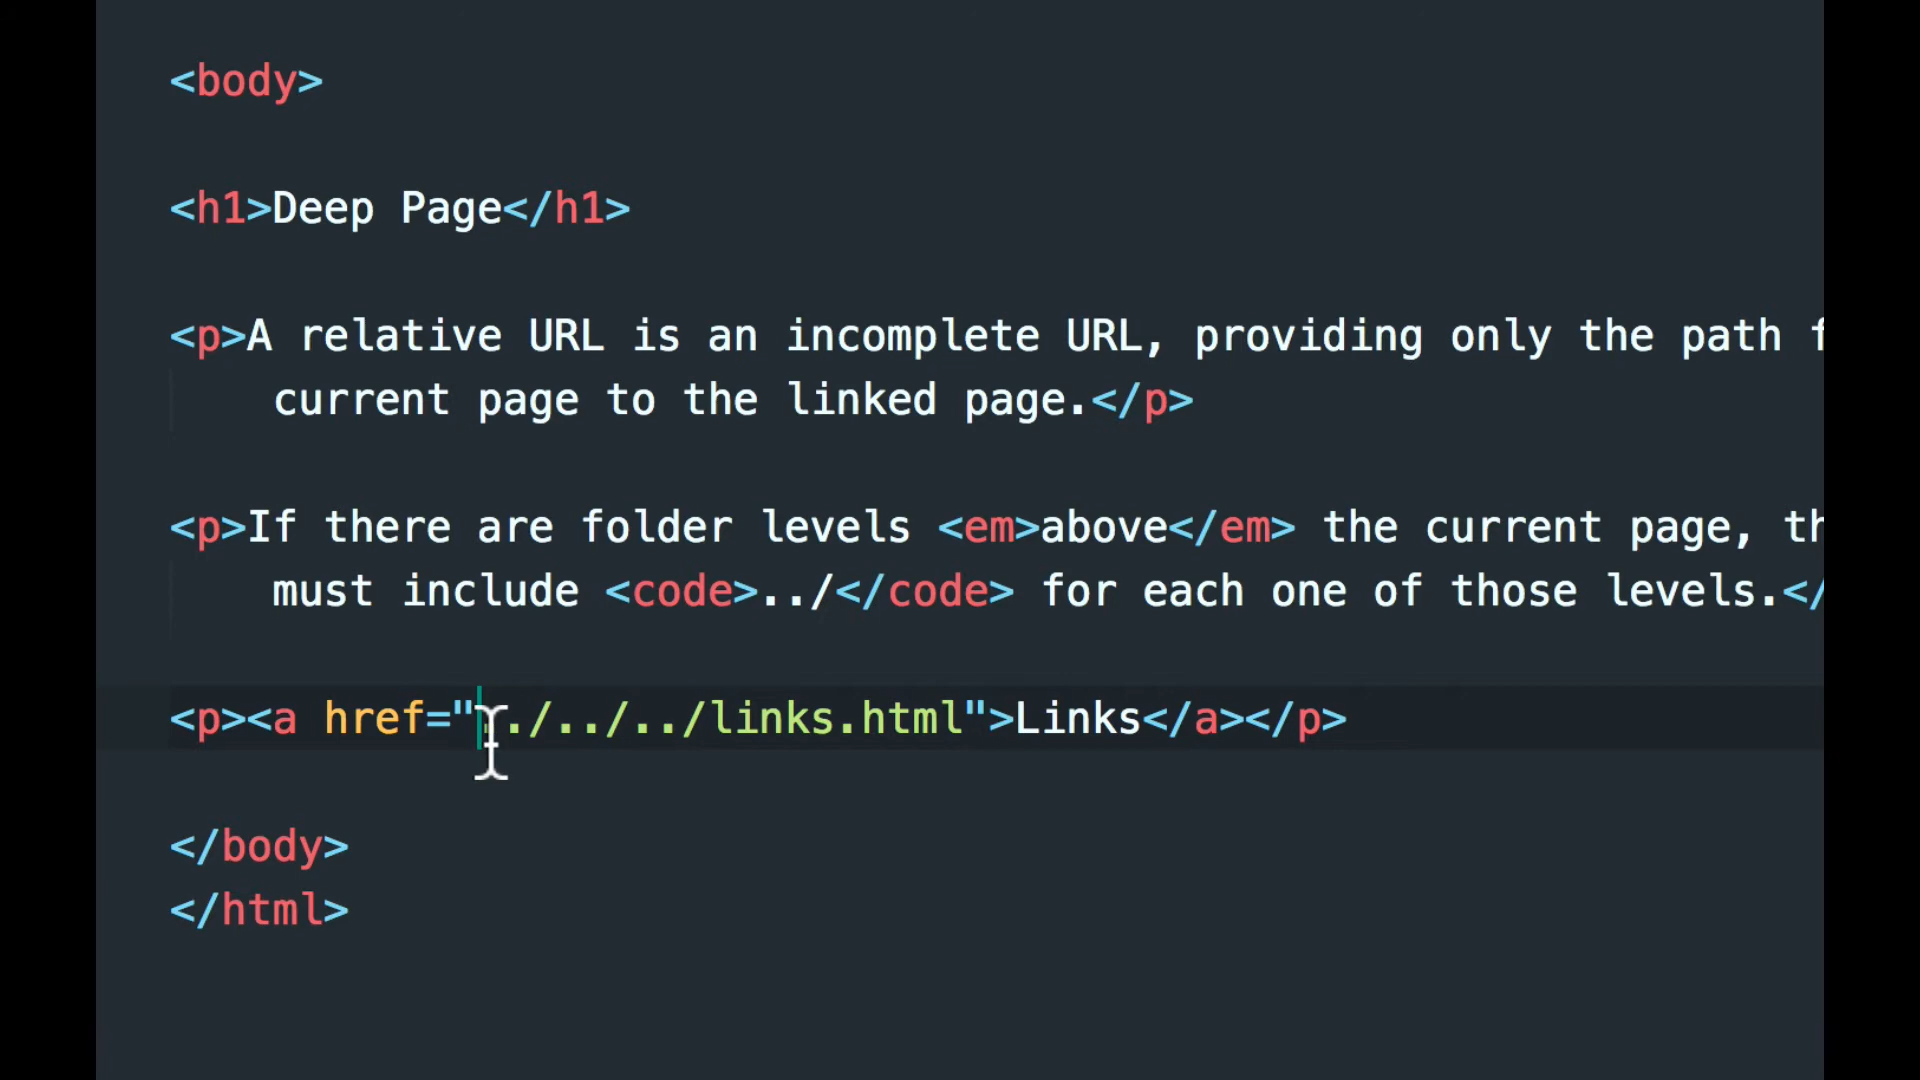 <body>
<h1>Deep Page</h1>
<p>A relative URL is an incomplete URL, providing only the path
current page to the linked page.</p>
<p>If there are folder levels <em>above</em> the current page,
must include <code>../</code> for each one of those levels.</
<p><a href="../../../links.html">Links</a></p>
</body>
</html>